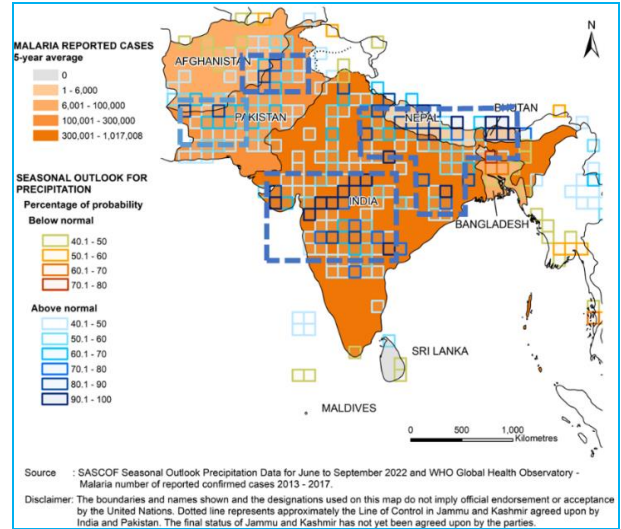 N
MALARIA REPORTED CASES
5-year average
0
1 - 6,000
6,001 - 100,000
100,001 - 300,000
300,001 - 1,017,008
SEASONAL OUTLOOK FOR
PRECIPITATION
Percentage of probability
Below normal
40.1 - 50
50.1 - 60
60.1 - 70
70.1 - 80
Above normal
40.1 - 50
50.1 - 60
60.1 - 70
70.1 - 80
80.1 - 90
90.1 - 100
AFGHANISTAN
PAKISTAN
NEPAL
BHUTAN
INDIA
BANGLADESH
SRI LANKA
MALDIVES
0 500 1,000
Kilometres
Source : SASCOF Seasonal Outlook Precipitation Data for June to September 2022 and WHO Global Health Observatory -
Malaria number of reported confirmed cases 2013 - 2017.
Disclaimer: The boundaries and names shown and the designations used on this map do not imply official endorsement or acceptance
by the United Nations. Dotted line represents approximately the Line of Control in Jammu and Kashmir agreed upon by
India and Pakistan. The final status of Jammu and Kashmir has not yet been agreed upon by the parties.